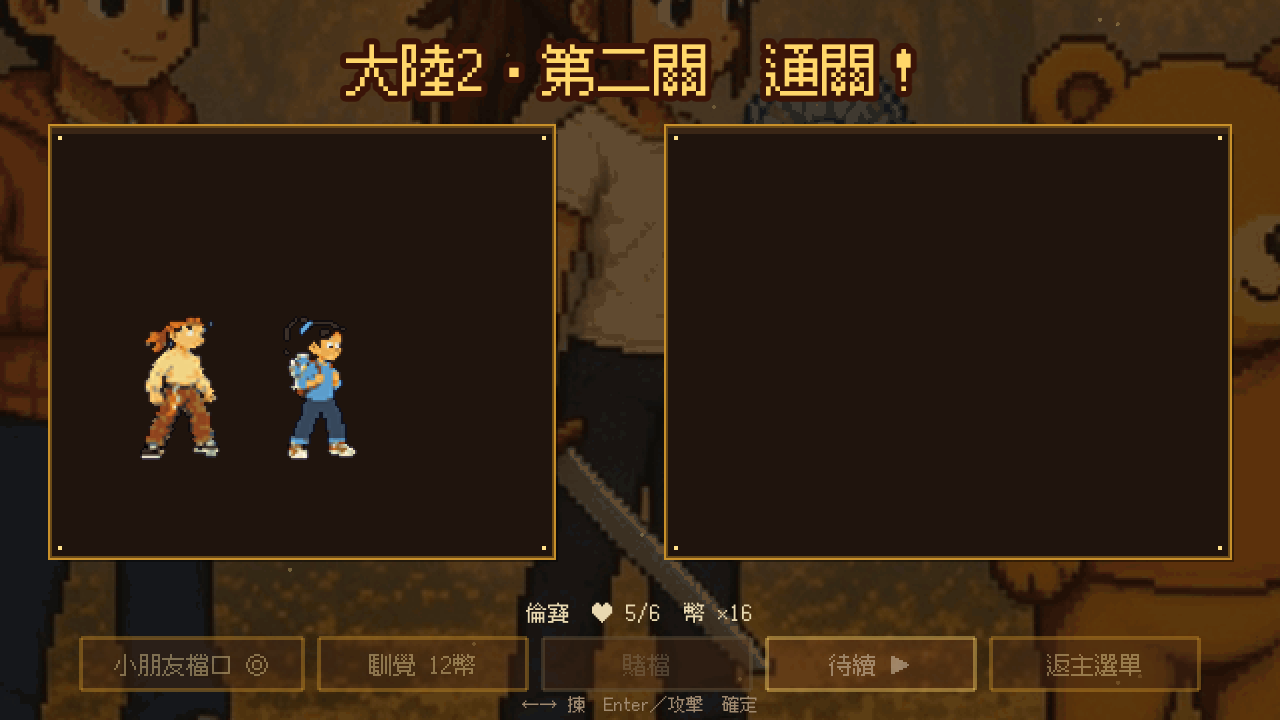 大陸2·第二關　通關！
倫寶 ♥ 5/6 幣 ×16
小朋友檔口 ◎
瞓覺 12幣
賭檔
待續 ▶
返主選單
←→ 揀 Enter／攻擊 確定